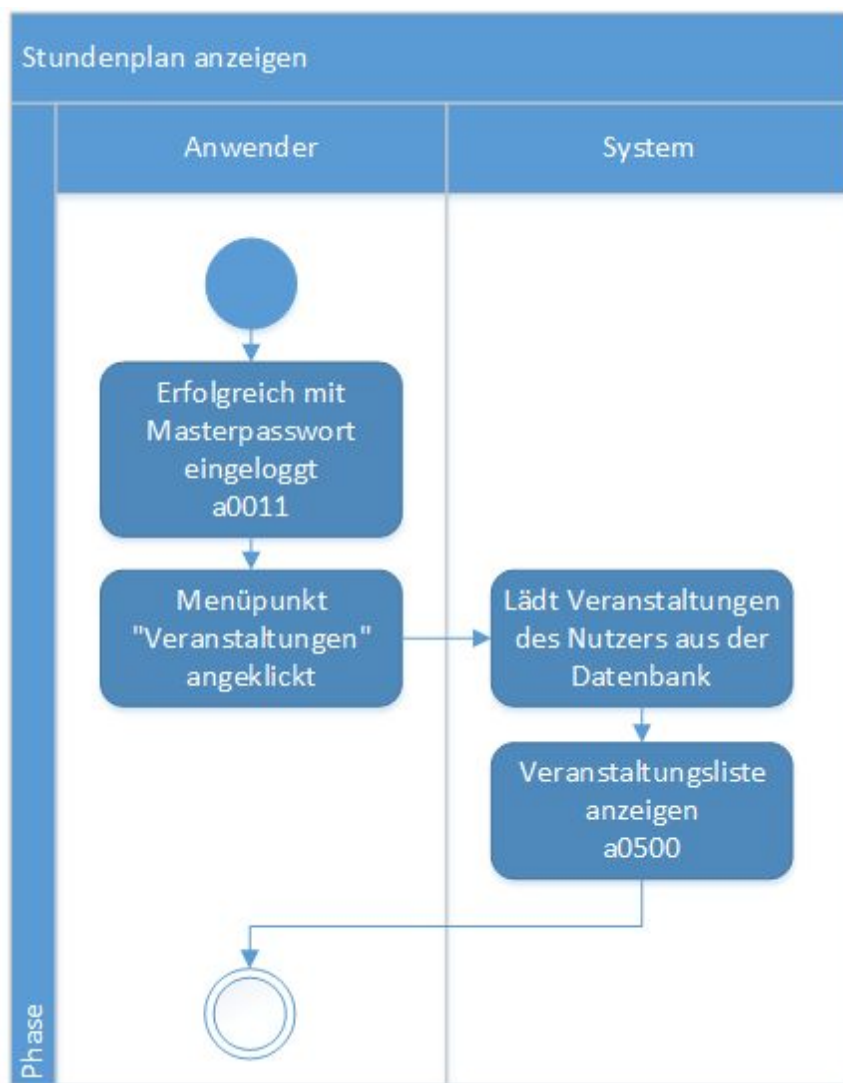 Stundenplan anzeigen
Anwender
System
Erfolgreich mit
Masterpasswort
eingeloggt
a0011
Menüpunkt
"Veranstaltungen"
angeklickt
Lädt Veranstaltungen
des Nutzers aus der
Datenbank
Veranstaltungsliste
anzeigen
a0500
Phase